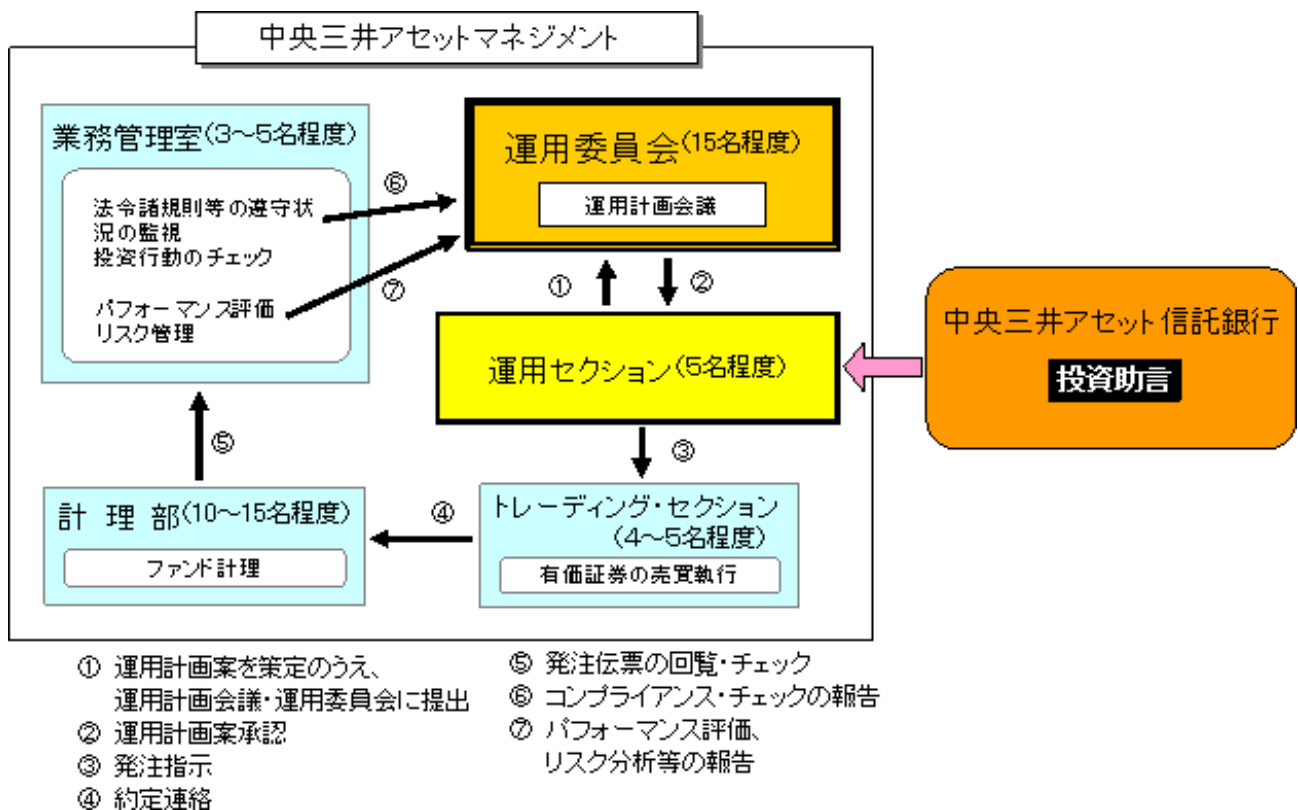 中央三井アセットマネジメント
業務管理室(3～5名程度)
法令諸規則等の遵守状
況の監視
投資行動のチェック
パフォーマンス評価
リスク管理
⑥
⑦
運用委員会(15名程度)
運用計画会議
①
②
運用セクション(5名程度)
中央三井アセット信託銀行
投資助言
⑤
③
計理部(10～15名程度)
ファンド計理
④
トレーディング・セクション
(4～5名程度)
有価証券の売買執行
① 運用計画案を策定のうえ、
運用計画会議・運用委員会に提出
② 運用計画案承認
③ 発注指示
④ 約定連絡
⑤ 発注伝票の回覧・チェック
⑥ コンプライアンス・チェックの報告
⑦ パフォーマンス評価、
リスク分析等の報告